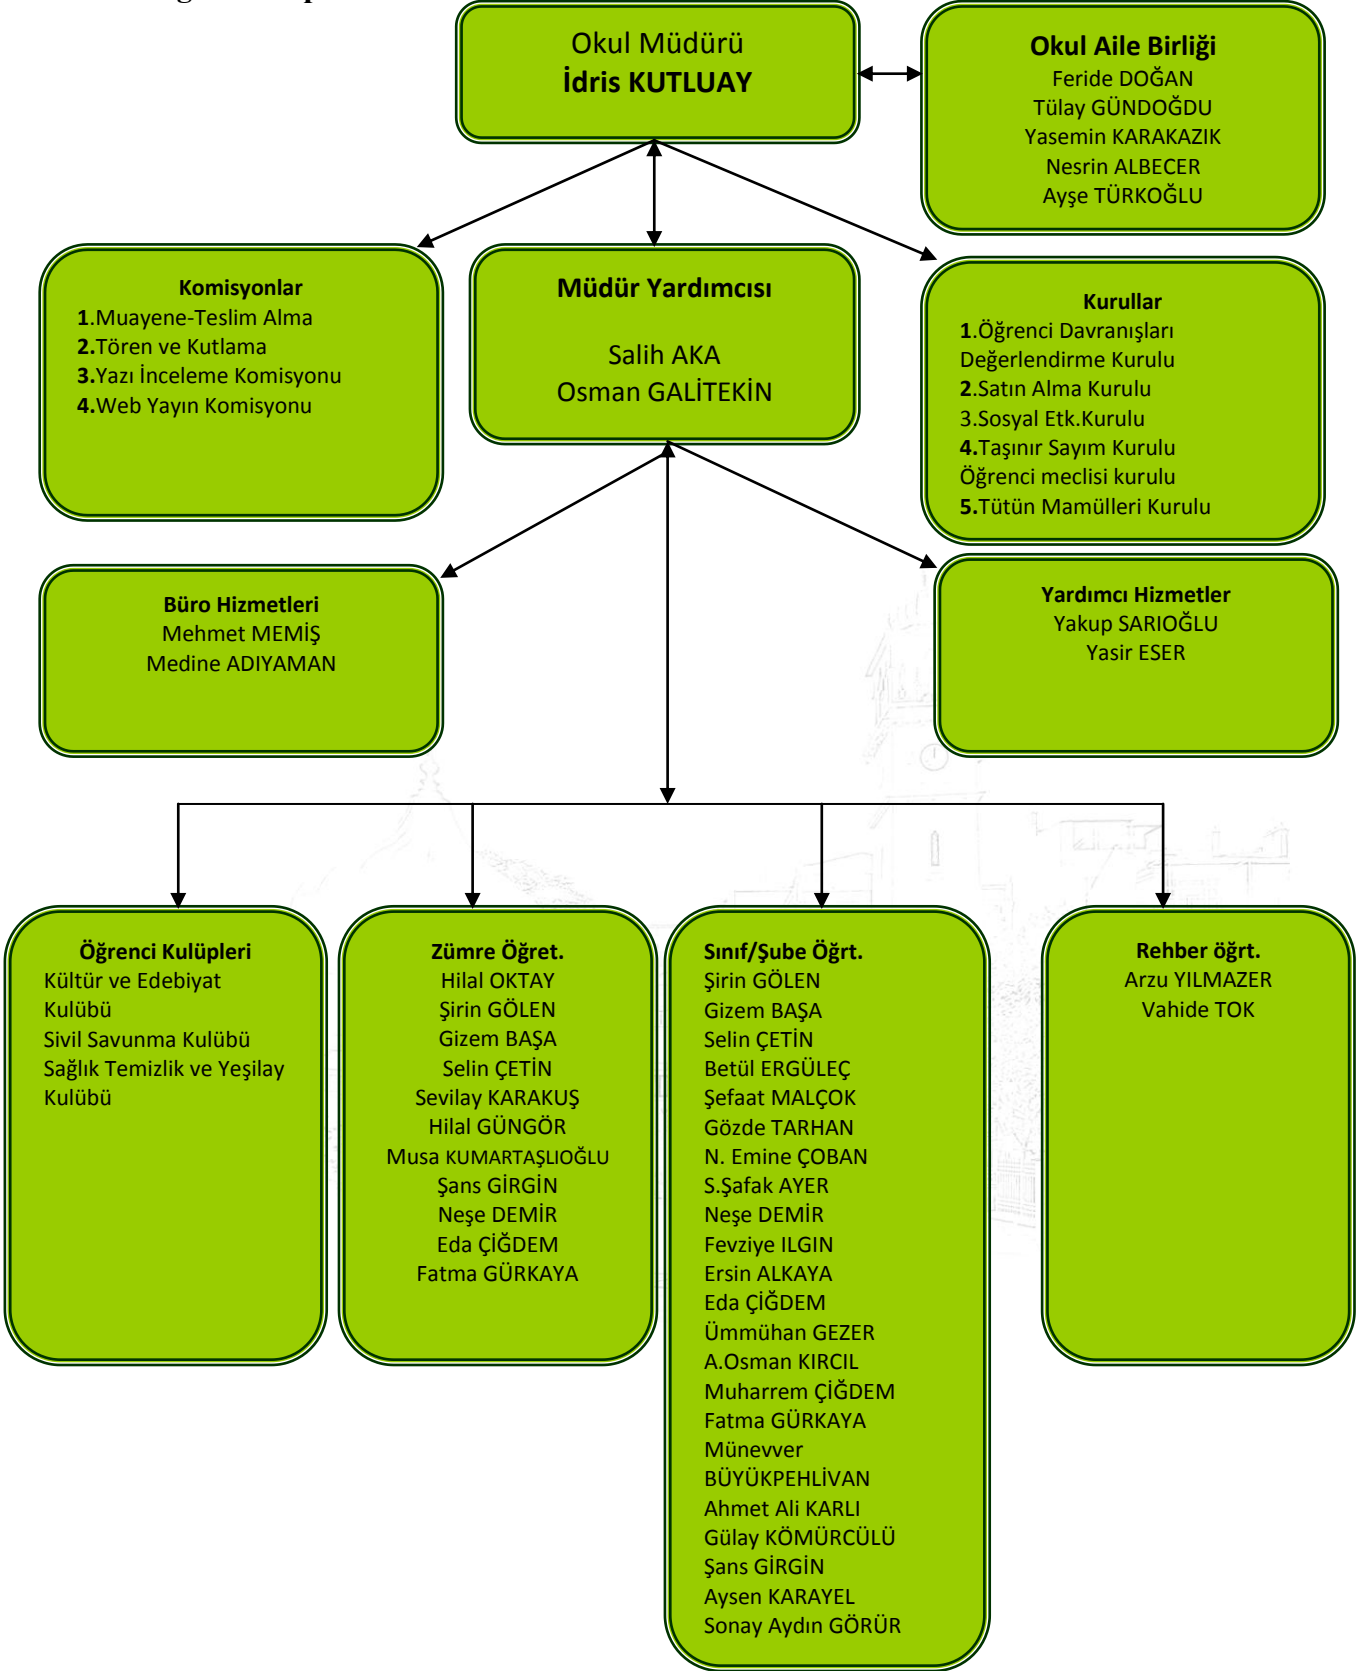 Okul Müdürü
İdris KUTLUAY
Okul Aile Birliği
Feride DOĞAN
Tülay GÜNDOĞDU
Yasemin KARAKAZIK
Nesrin ALBECER
Ayşe TÜRKOĞLU
Komisyonlar
1.Muayene-Teslim Alma
2.Tören ve Kutlama
3.Yazı İnceleme Komisyonu
4.Web Yayın Komisyonu
Müdür Yardımcısı
Salih AKA
Osman GALİTEKİN
Kurullar
1.Öğrenci Davranışları
Değerlendirme Kurulu
2.Satın Alma Kurulu
3.Sosyal Etk.Kurulu
4.Taşınır Sayım Kurulu
Öğrenci meclisi kurulu
5.Tütün Mamülleri Kurulu
Büro Hizmetleri
Mehmet MEMİŞ
Medine ADIYAMAN
Yardımcı Hizmetler
Yakup SARIOĞLU
Yasir ESER
Öğrenci Kulüpleri
Kültür ve Edebiyat
Kulübü
Sivil Savunma Kulübü
Sağlık Temizlik ve Yeşilay
Kulübü
Zümre Öğret.
Hilal OKTAY
Şirin GÖLEN
Gizem BAŞA
Selin ÇETİN
Sevilay KARAKUŞ
Hilal GÜNGÖR
Musa KUMARTAŞLIOĞLU
Şans GİRGİN
Neşe DEMİR
Eda ÇİĞDEM
Fatma GÜRKAYA
Sınıf/Şube Öğrt.
Şirin GÖLEN
Gizem BAŞA
Selin ÇETİN
Betül ERGÜLEÇ
Şefaat MALÇOK
Gözde TARHAN
N. Emine ÇOBAN
S.Şafak AYER
Neşe DEMİR
Fevziye ILGIN
Ersin ALKAYA
Eda ÇİĞDEM
Ümmühan GEZER
A.Osman KIRCIL
Muharrem ÇİĞDEM
Fatma GÜRKAYA
Münevver
BÜYÜKPEHLİVAN
Ahmet Ali KARLI
Gülay KÖMÜRCÜLÜ
Şans GİRGİN
Aysen KARAYEL
Sonay Aydın GÖRÜR
Rehber öğrt.
Arzu YILMAZER
Vahide TOK